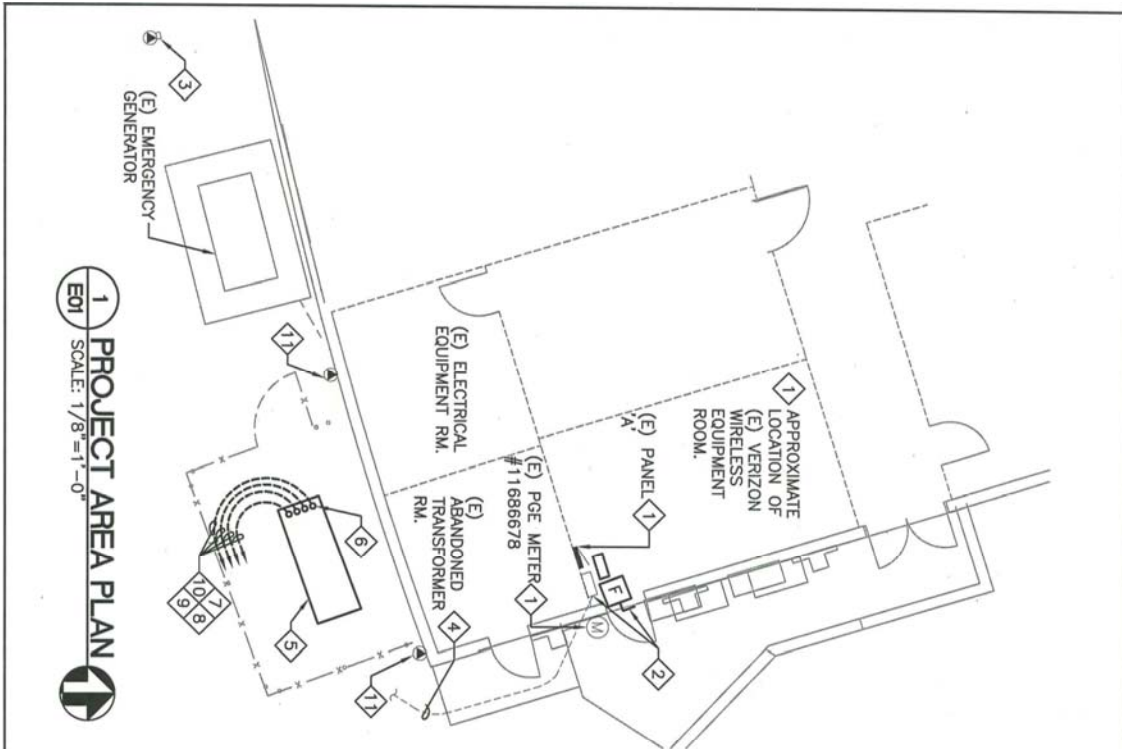 3
(E) EMERGENCY
GENERATOR
1
APPROXIMATE
LOCATION OF
(E) VERIZON
WIRELESS
EQUIPMENT
ROOM.
(E) PANEL
'A'
1
(E) ELECTRICAL
EQUIPMENT RM.
(E) PGE METER
#11686678
1
(E)
ABANDONED
TRANSFORMER
RM.
4
F
M
2
11
11
6
5
7
8
10
9
1
E01
PROJECT AREA PLAN
SCALE: 1/8"=1'-0"